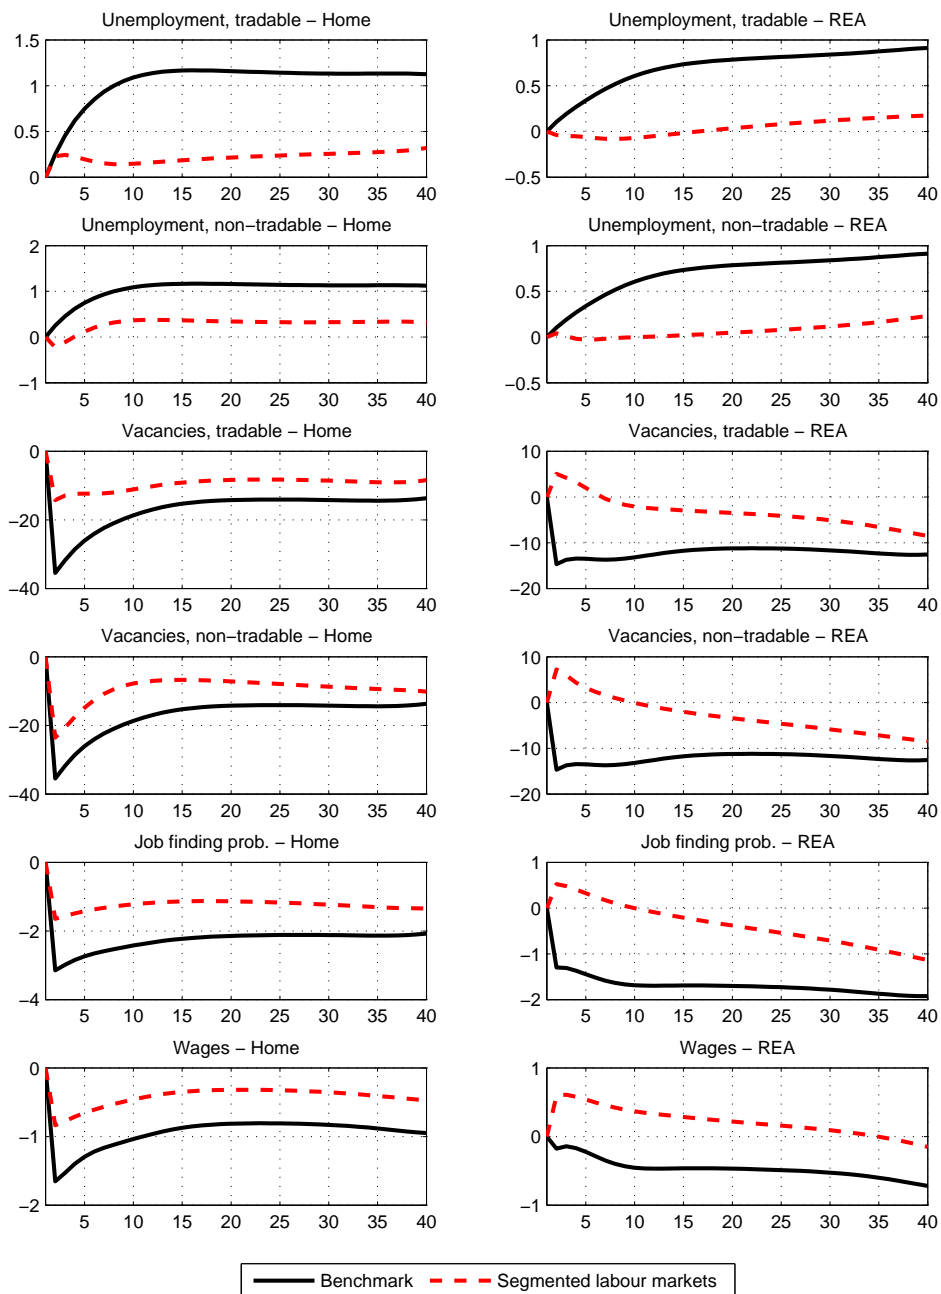 Unemployment, tradable − Home
1.5
1
0.5
0
5 10 15 20 25 30 35 40
Unemployment, tradable − REA
1
0.5
0
−0.5
5 10 15 20 25 30 35 40
Unemployment, non−tradable − Home
2
1
0
−1
5 10 15 20 25 30 35 40
Unemployment, non−tradable − REA
1
0.5
0
−0.5
5 10 15 20 25 30 35 40
Vacancies, tradable − Home
0
−20
−40
5 10 15 20 25 30 35 40
Vacancies, tradable − REA
10
0
−10
−20
5 10 15 20 25 30 35 40
Vacancies, non−tradable − Home
0
−20
−40
5 10 15 20 25 30 35 40
Vacancies, non−tradable − REA
10
0
−10
−20
5 10 15 20 25 30 35 40
Job finding prob. − Home
0
−2
−4
5 10 15 20 25 30 35 40
Job finding prob. − REA
1
0
−1
−2
5 10 15 20 25 30 35 40
Wages − Home
0
−1
−2
5 10 15 20 25 30 35 40
Wages − REA
1
0
−1
5 10 15 20 25 30 35 40
Benchmark
Segmented labour markets